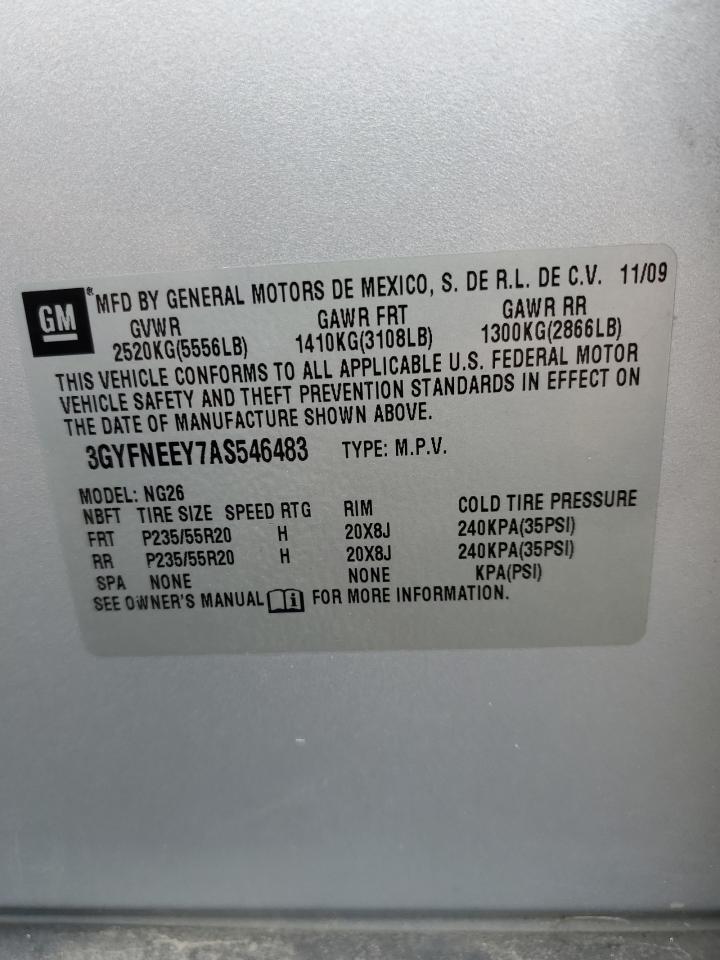 GM® MFD BY GENERAL MOTORS DE MEXICO, S. DE R.L. DE C.V. 11/09
GVWR GAWR FRT GAWR RR
2520KG(5556LB) 1410KG(3108LB) 1300KG(2866LB)
THIS VEHICLE CONFORMS TO ALL APPLICABLE U.S. FEDERAL MOTOR
VEHICLE SAFETY AND THEFT PREVENTION STANDARDS IN EFFECT ON
THE DATE OF MANUFACTURE SHOWN ABOVE.
3GYFNEEY7AS546483 TYPE: M.P.V.
MODEL: NG26
NBFT TIRE SIZE SPEED RTG RIM COLD TIRE PRESSURE
FRT P235/55R20 H 20X8J 240KPA(35PSI)
RR P235/55R20 H 20X8J 240KPA(35PSI)
SPA NONE NONE KPA(PSI)
SEE OWNER'S MANUAL i FOR MORE INFORMATION.